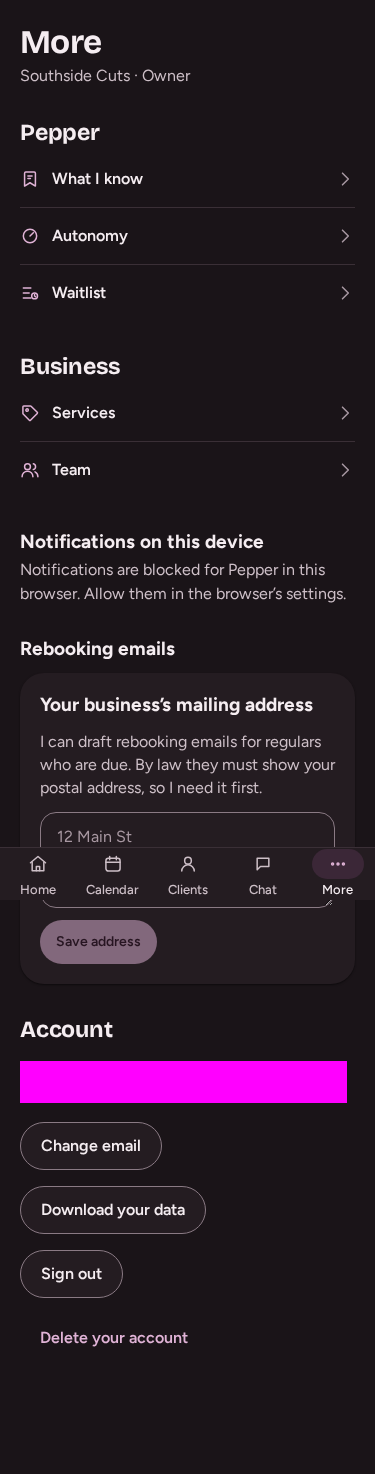 More
Southside Cuts · Owner
Pepper
What I know
Autonomy
Waitlist
Business
Services
Team
Notifications on this device
Notifications are blocked for Pepper in this
browser. Allow them in the browser’s settings.
Rebooking emails
Your business’s mailing address
I can draft rebooking emails for regulars
who are due. By law they must show your
postal address, so I need it first.
12 Main St
Home
Calendar
Clients
Chat
More
Save address
Account
Change email
Download your data
Sign out
Delete your account